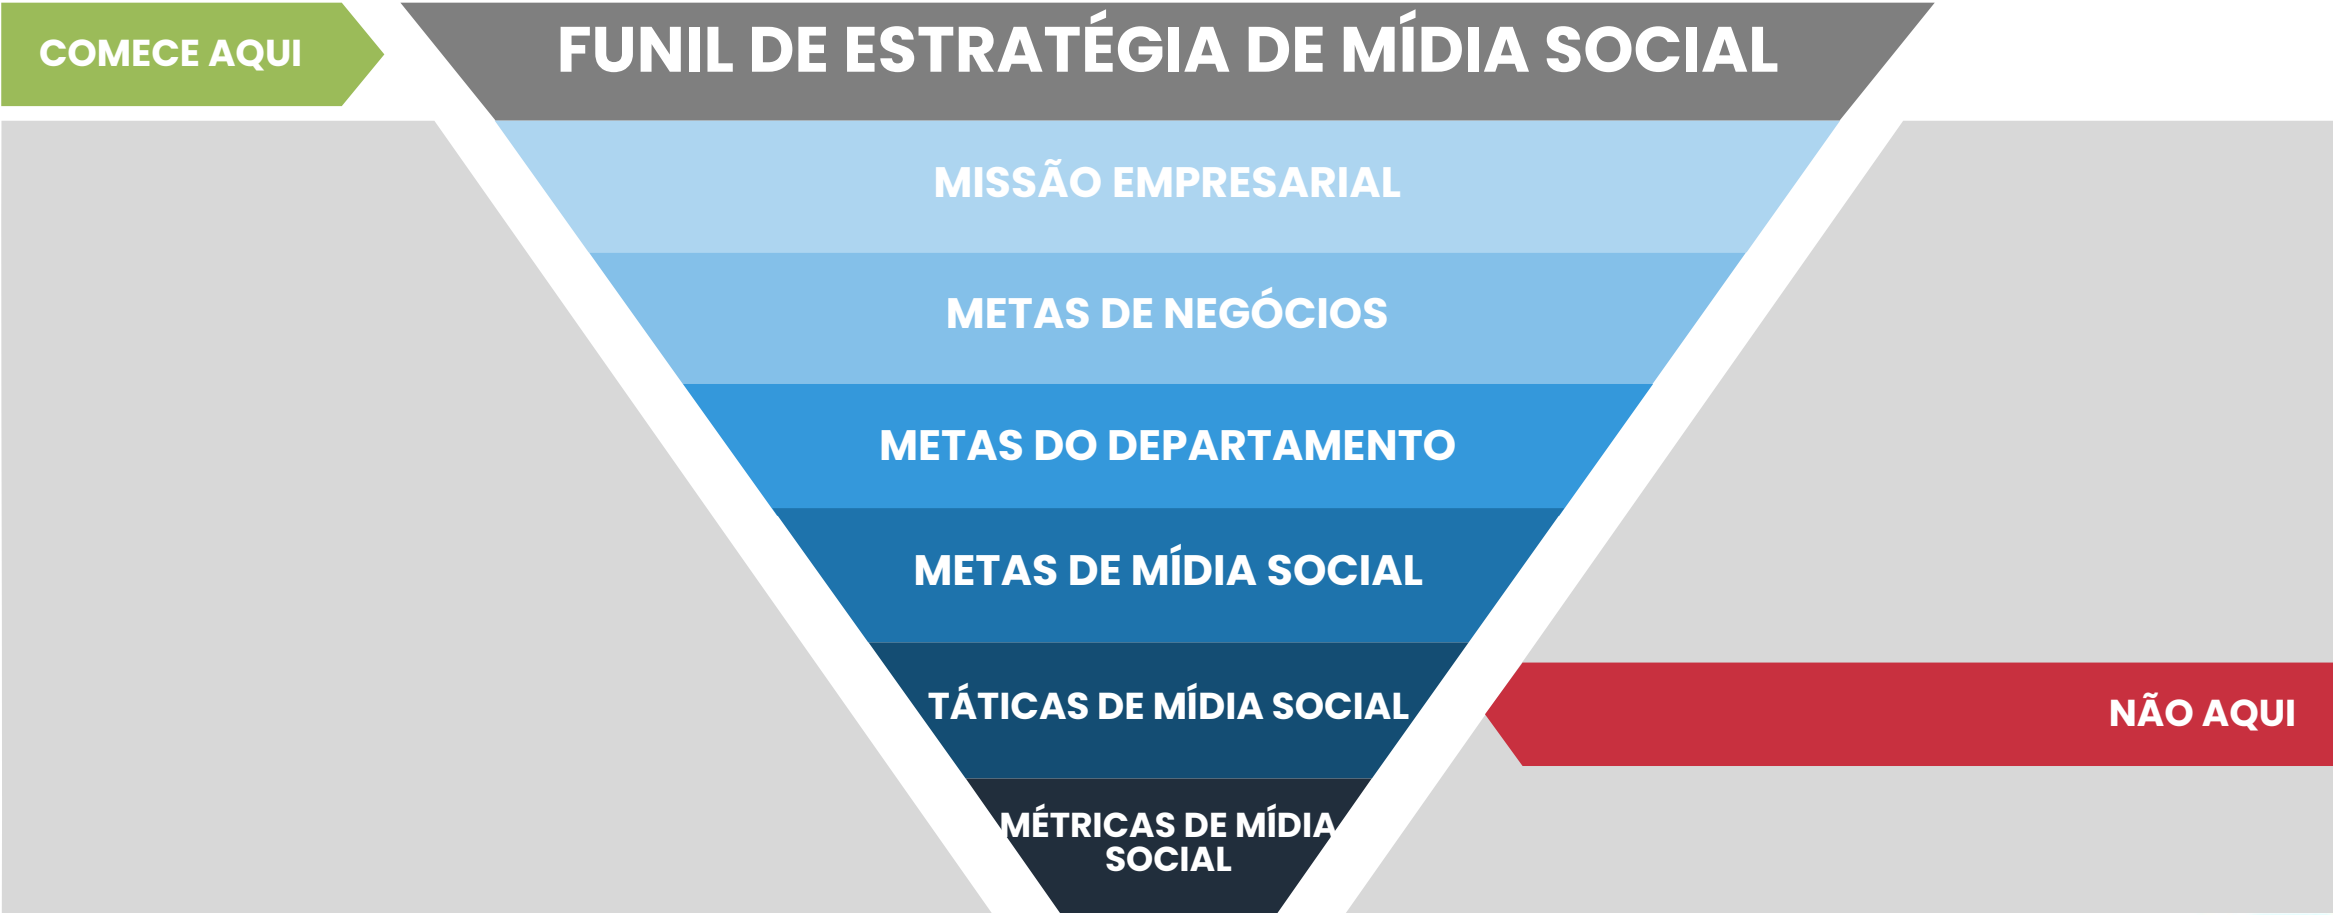 COMECE AQUI
FUNIL DE ESTRATÉGIA DE MÍDIA SOCIAL
MISSÃO EMPRESARIAL
METAS DE NEGÓCIOS
METAS DO DEPARTAMENTO
METAS DE MÍDIA SOCIAL
TÁTICAS DE MÍDIA SOCIAL
NÃO AQUI
MÉTRICAS DE MÍDIA
SOCIAL